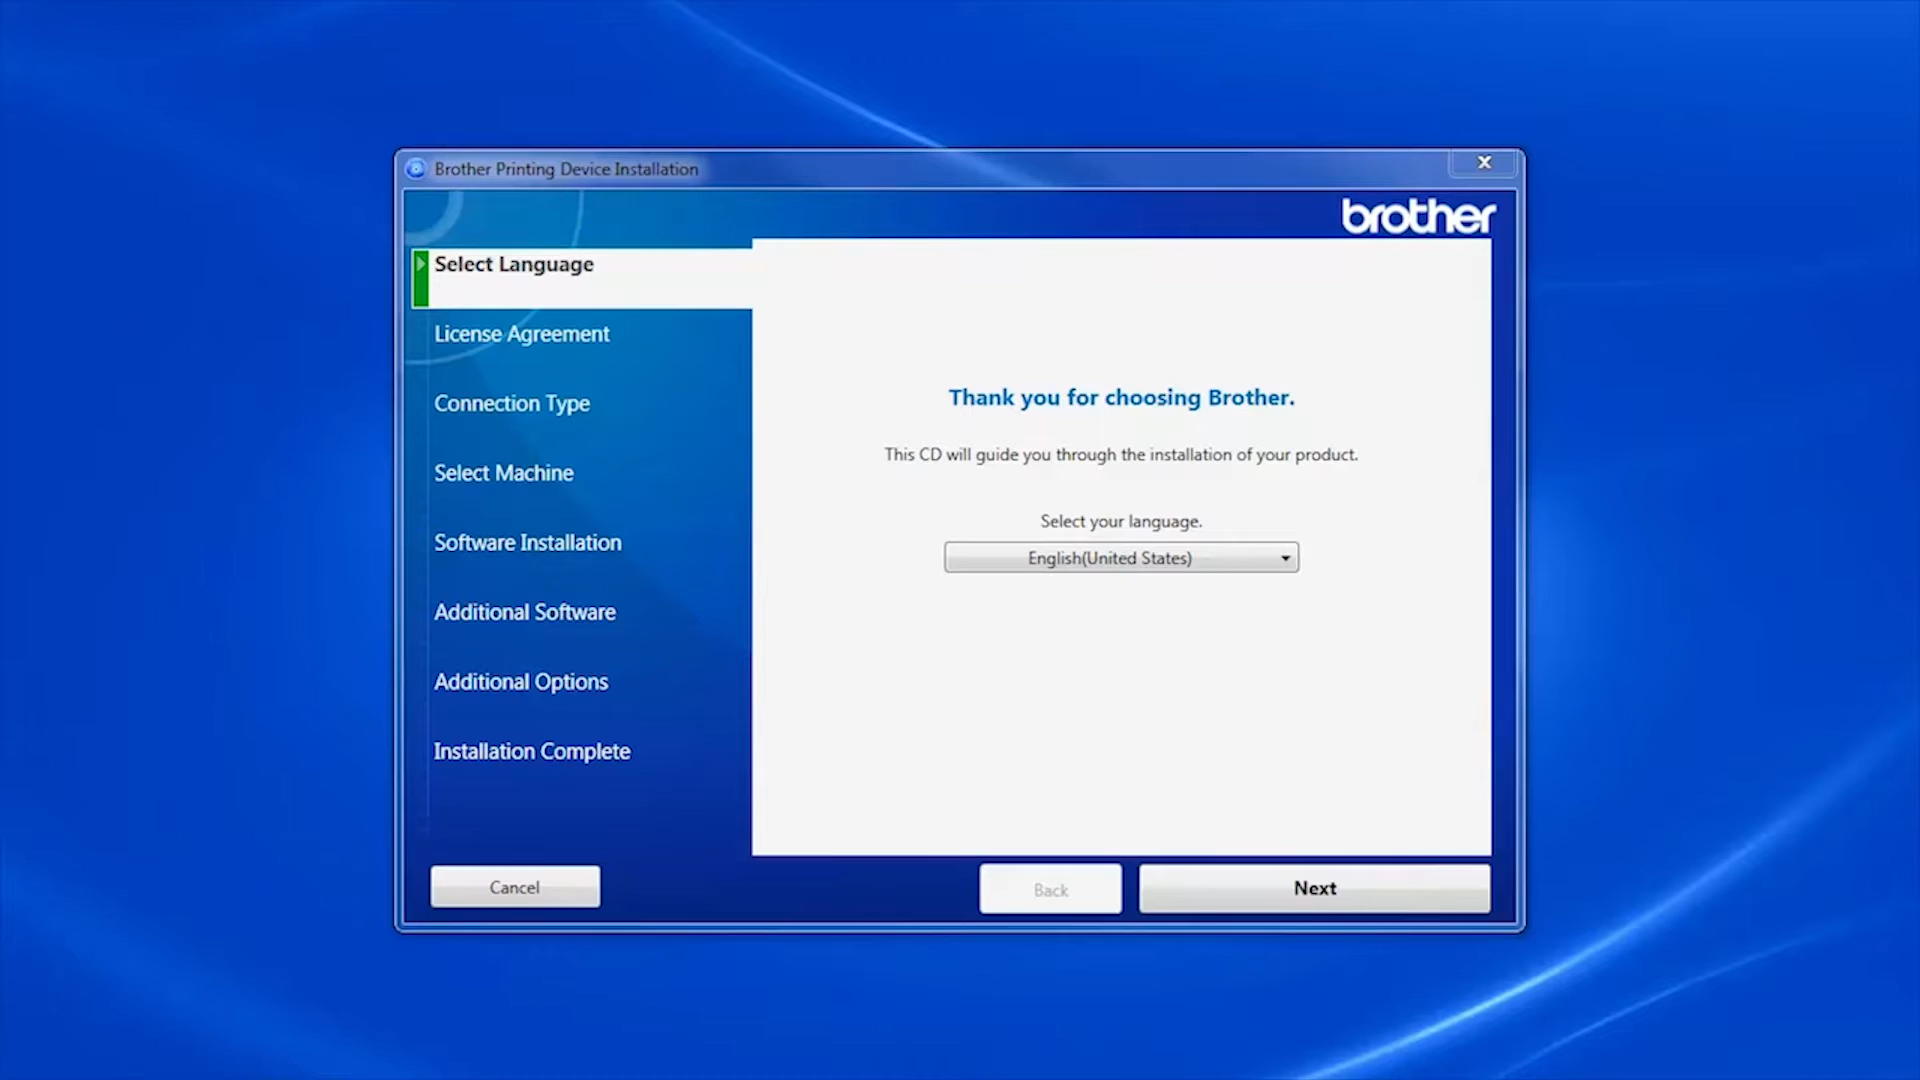 Brother Printing Device Installation
brother
Select Language
License Agreement
Connection Type
Select Machine
Software Installation
Additional Software
Additional Options
Installation Complete
Thank you for choosing Brother.
This CD will guide you through the installation of your product.
Select your language.
English(United States)
Cancel
Back
Next